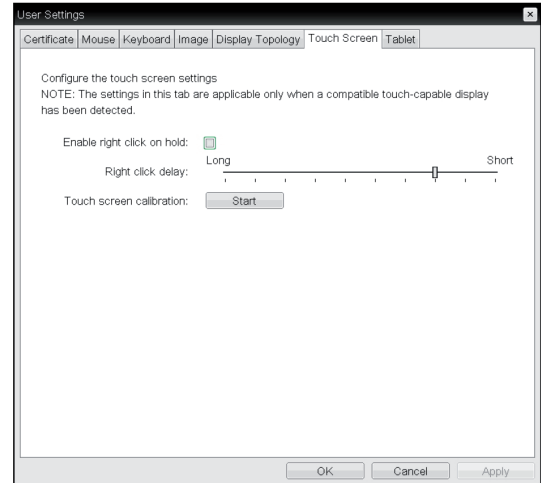 User Settings
Certificate Mouse Keyboard Image Display Topology Touch Screen Tablet
Configure the touch screen settings
NOTE: The settings in this tab are applicable only when a compatible touch-capable display
has been detected.
Enable right click on hold:
Long Short
Right click delay:
Touch screen calibration: Start
OK Cancel Apply